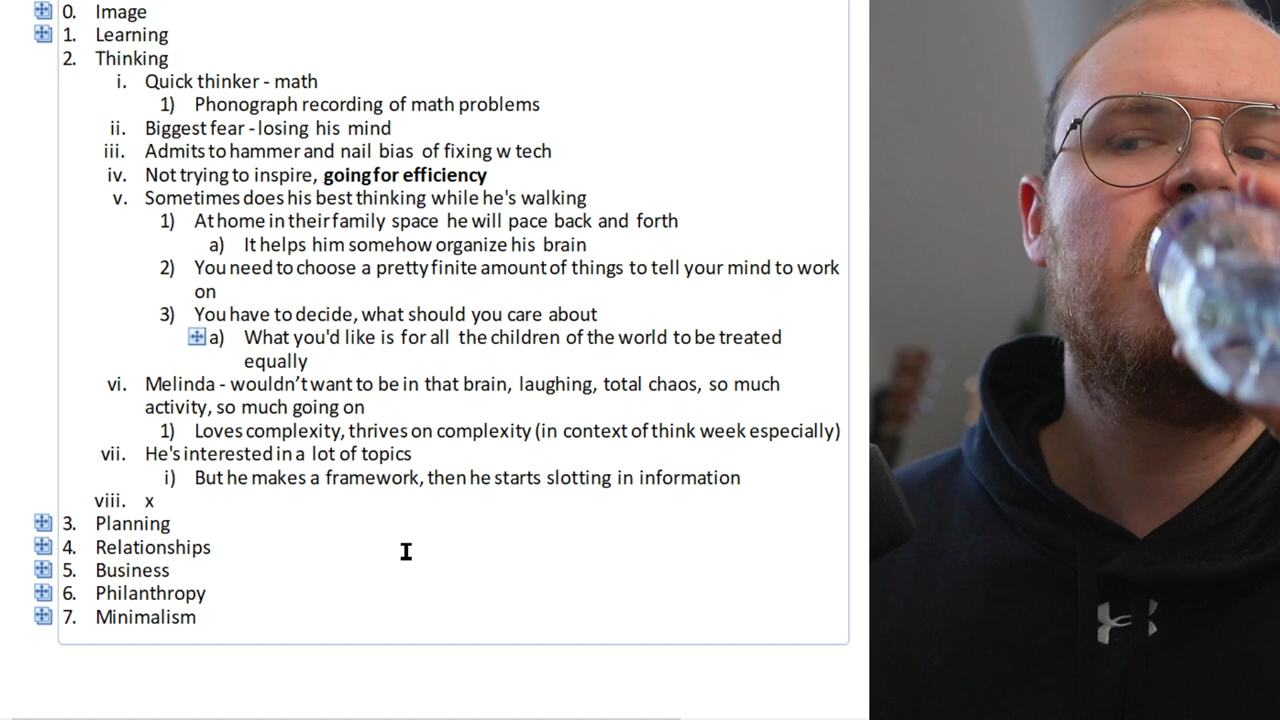 0. Image
1. Learning
2. Thinking
i. Quick thinker - math
1) Phonograph recording of math problems
ii. Biggest fear - losing his mind
iii. Admits to hammer and nail bias of fixing w tech
iv. Not trying to inspire, going for efficiency
v. Sometimes does his best thinking while he's walking
1) At home in their family space he will pace back and forth
a) It helps him somehow organize his brain
2) You need to choose a pretty finite amount of things to tell your mind to work
on
3) You have to decide, what should you care about
a) What you'd like is for all the children of the world to be treated
equally
vi. Melinda - wouldn't want to be in that brain, laughing, total chaos, so much
activity, so much going on
1) Loves complexity, thrives on complexity (in context of think week especially)
vii. He's interested in a lot of topics
i) But he makes a framework, then he starts slotting in information
viii. x
3. Planning
4. Relationships
5. Business
6. Philanthropy
7. Minimalism